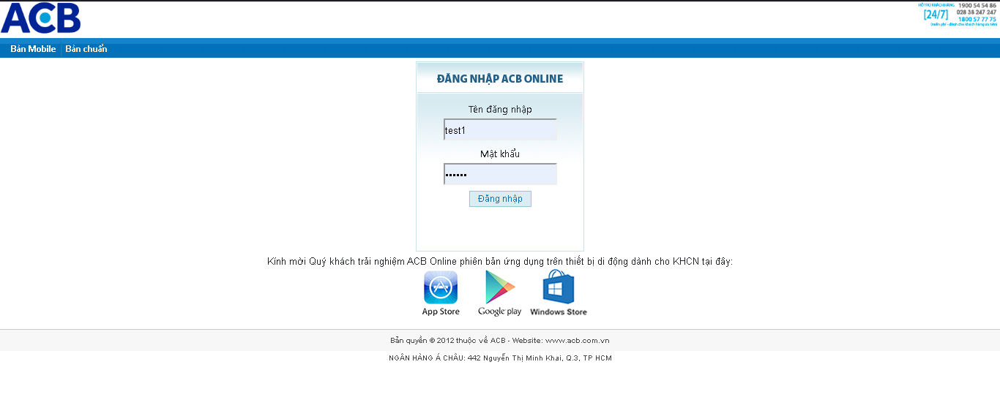 ACB
HỖ TRỢ KHÁCH HÀNG 1900 54 54 86
[24/7] 028 38 247 247
1800 57 77 75
(miễn phí - dành cho khách hàng ưu tiên)
Bản Mobile Bản chuẩn
ĐĂNG NHẬP ACB ONLINE
Tên đăng nhập
test1
Mật khẩu
••••••
Đăng nhập
Kính mời Quý khách trải nghiệm ACB Online phiên bản ứng dụng trên thiết bị di động dành cho KHCN tại đây:
App Store Google play Windows Store
Bản quyền © 2012 thuộc về ACB - Website: www.acb.com.vn
NGÂN HÀNG Á CHÂU: 442 Nguyễn Thị Minh Khai, Q.3, TP HCM